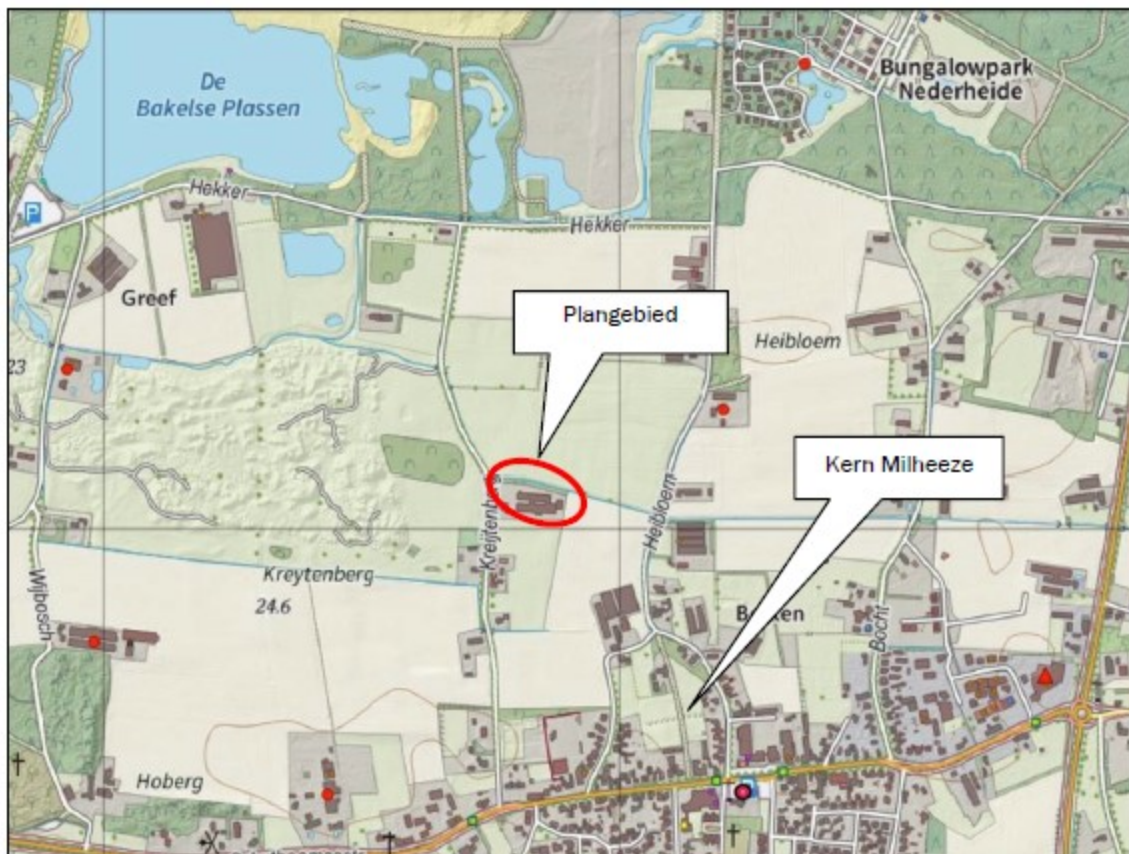 De
Bakelse Plassen
Bungalowpark
Nederheide
Hekker
P
Hekker
Greef
Plangebied
Heibloem
23
Kern Milheeze
Heibloem
Kreytenberg
24.6
Wijbosch
Bocht
Hoberg